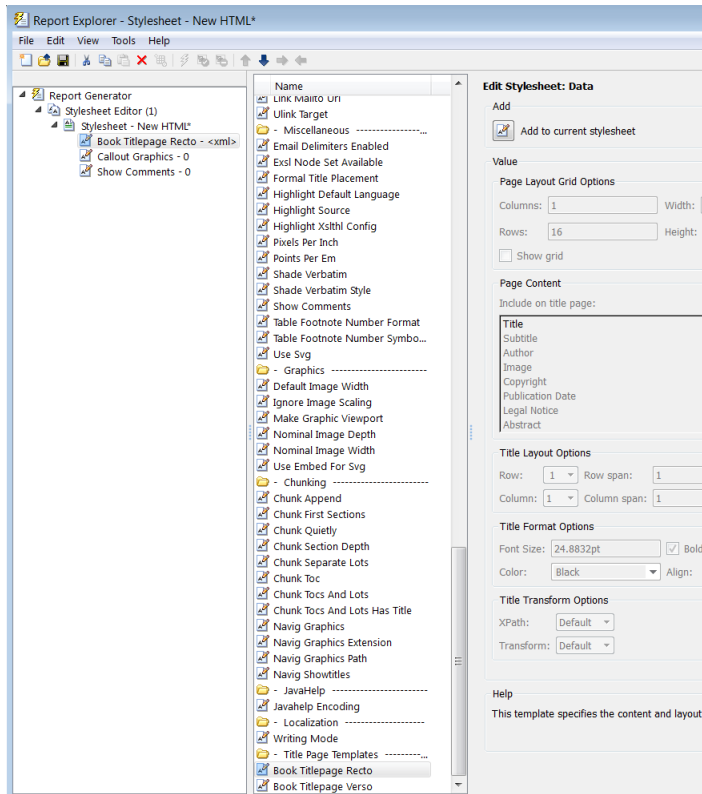 Report Explorer - Stylesheet - New HTML*
File Edit View Tools Help
Report Generator
Stylesheet Editor (1)
Stylesheet - New HTML*
Book Titlepage Recto - <xml>
Callout Graphics - 0
Show Comments - 0
Name
Link Mailto Url
Ulink Target
- Miscellaneous ----------------...
Email Delimiters Enabled
Exsl Node Set Available
Formal Title Placement
Highlight Default Language
Highlight Source
Highlight Xslthl Config
Pixels Per Inch
Points Per Em
Shade Verbatim
Shade Verbatim Style
Show Comments
Table Footnote Number Format
Table Footnote Number Symbo...
Use Svg
- Graphics ------------------------
Default Image Width
Ignore Image Scaling
Make Graphic Viewport
Nominal Image Depth
Nominal Image Width
Use Embed For Svg
- Chunking ------------------------
Chunk Append
Chunk First Sections
Chunk Quietly
Chunk Section Depth
Chunk Separate Lots
Chunk Toc
Chunk Tocs And Lots
Chunk Tocs And Lots Has Title
Navig Graphics
Navig Graphics Extension
Navig Graphics Path
Navig Showtitles
- JavaHelp ------------------------
Javahelp Encoding
- Localization --------------------
Writing Mode
- Title Page Templates ---------...
Book Titlepage Recto
Book Titlepage Verso
Edit Stylesheet: Data
Add
Add to current stylesheet
Value
Page Layout Grid Options
Columns: 1 Width:
Rows: 16 Height:
Show grid
Page Content
Include on title page:
Title
Subtitle
Author
Image
Copyright
Publication Date
Legal Notice
Abstract
Title Layout Options
Row: 1 Row span: 1
Column: 1 Column span: 1
Title Format Options
Font Size: 24.8832pt Bold
Color: Black Align:
Title Transform Options
XPath: Default
Transform: Default
Help
This template specifies the content and layout